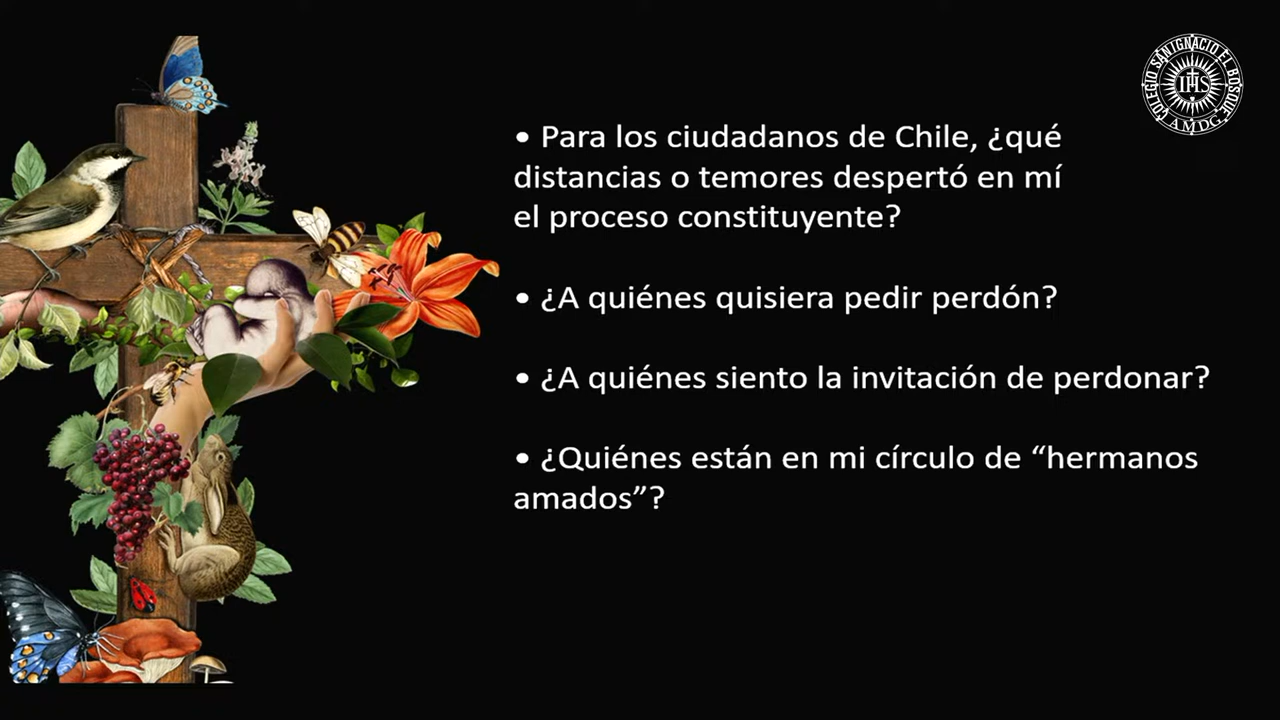 COLEGIO SAN IGNACIO EL BOSQUE
IHS
AMDG
• Para los ciudadanos de Chile, ¿qué
distancias o temores despertó en mí
el proceso constituyente?
• ¿A quiénes quisiera pedir perdón?
• ¿A quiénes siento la invitación de perdonar?
• ¿Quiénes están en mi círculo de “hermanos
amados”?